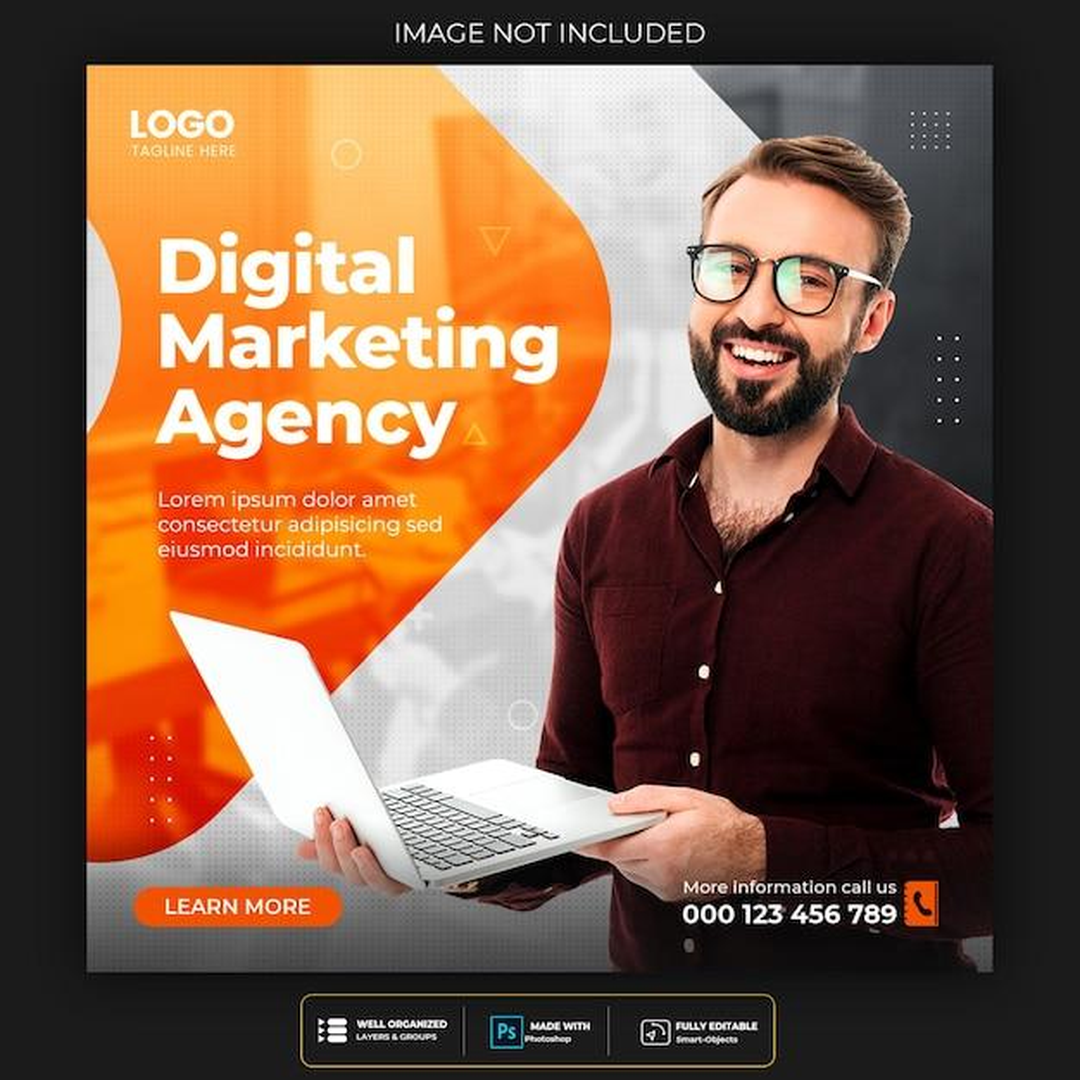 IMAGE NOT INCLUDED
LOGO
TAGLINE HERE
Digital
Marketing
Agency
Lorem ipsum dolor amet
consectetur adipisicing sed
eiusmod incididunt.
LEARN MORE
More information call us
000 123 456 789
WELL ORGANIZED
LAYERS & GROUPS
Ps
MADE WITH
Photoshop
FULLY EDITABLE
Smart-Objects